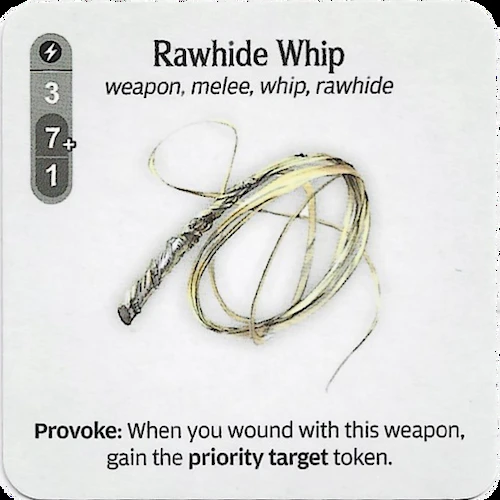 Rawhide Whip
weapon, melee, whip, rawhide
3
7+
1
Provoke: When you wound with this weapon,
gain the priority target token.